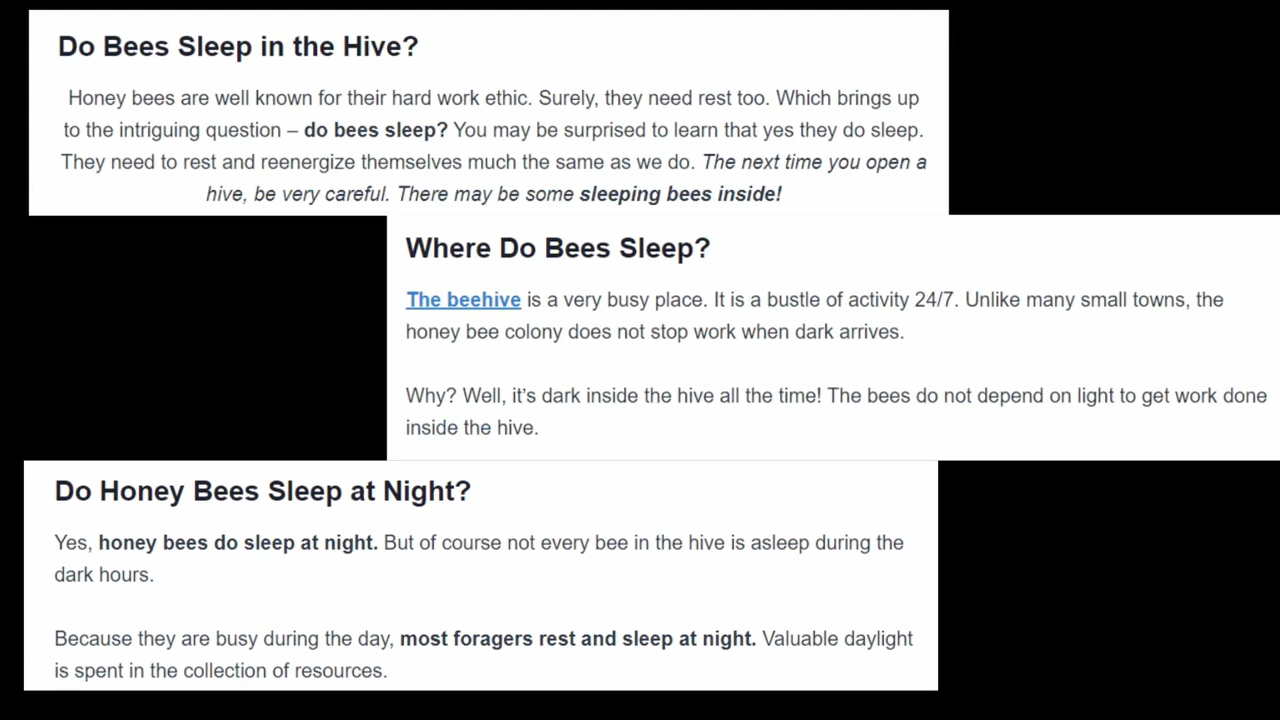 Do Bees Sleep in the Hive?
Honey bees are well known for their hard work ethic. Surely, they need rest too. Which brings up
to the intriguing question – do bees sleep? You may be surprised to learn that yes they do sleep.
They need to rest and reenergize themselves much the same as we do. The next time you open a
hive, be very careful. There may be some sleeping bees inside!
Where Do Bees Sleep?
The beehive is a very busy place. It is a bustle of activity 24/7. Unlike many small towns, the
honey bee colony does not stop work when dark arrives.
Why? Well, it’s dark inside the hive all the time! The bees do not depend on light to get work done
inside the hive.
Do Honey Bees Sleep at Night?
Yes, honey bees do sleep at night. But of course not every bee in the hive is asleep during the
dark hours.
Because they are busy during the day, most foragers rest and sleep at night. Valuable daylight
is spent in the collection of resources.